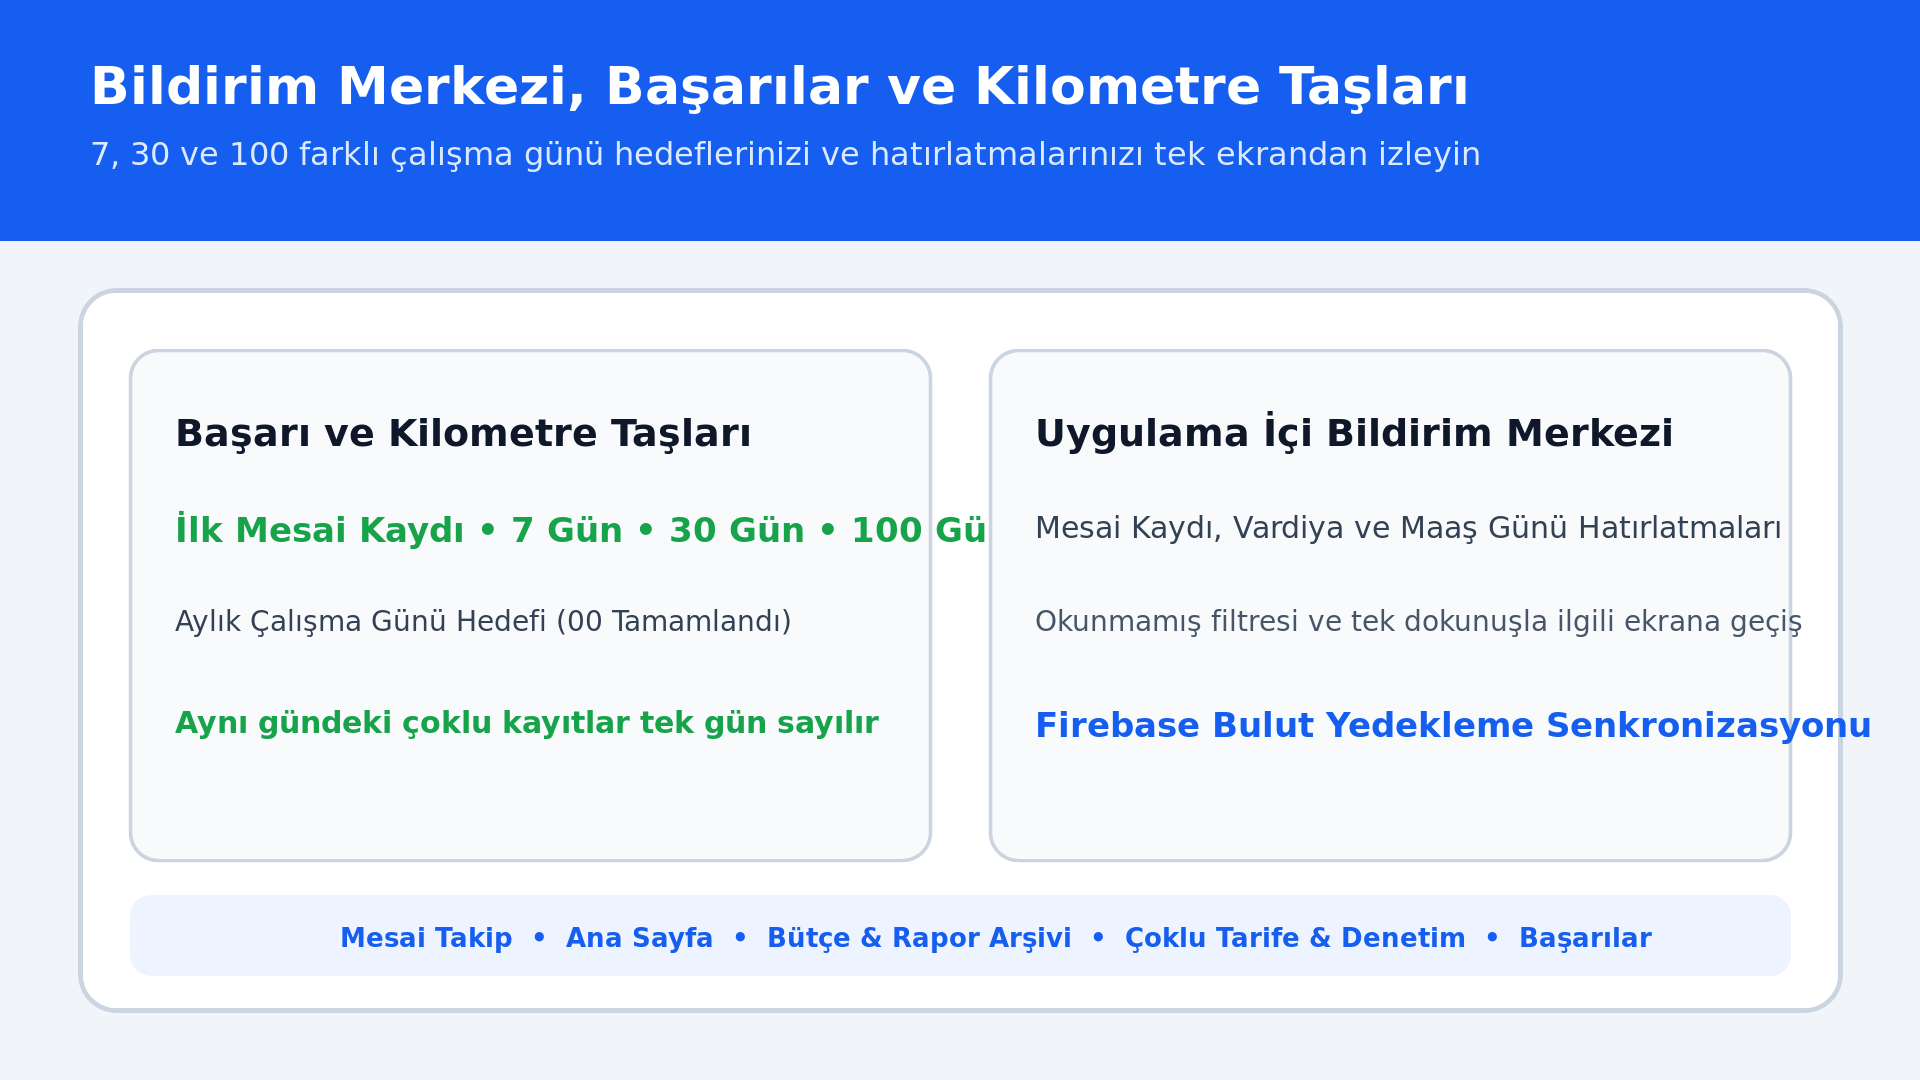 Bildirim Merkezi, Başarılar ve Kilometre Taşları
7, 30 ve 100 farklı çalışma günü hedeflerinizi ve hatırlatmalarınızı tek ekrandan izleyin
Başarı ve Kilometre Taşları
İlk Mesai Kaydı • 7 Gün • 30 Gün • 100 Gü
Aylık Çalışma Günü Hedefi (00 Tamamlandı)
Aynı gündeki çoklu kayıtlar tek gün sayılır
Uygulama İçi Bildirim Merkezi
Mesai Kaydı, Vardiya ve Maaş Günü Hatırlatmaları
Okunmamış filtresi ve tek dokunuşla ilgili ekrana geçiş
Firebase Bulut Yedekleme Senkronizasyonu
Mesai Takip • Ana Sayfa • Bütçe & Rapor Arşivi • Çoklu Tarife & Denetim • Başarılar